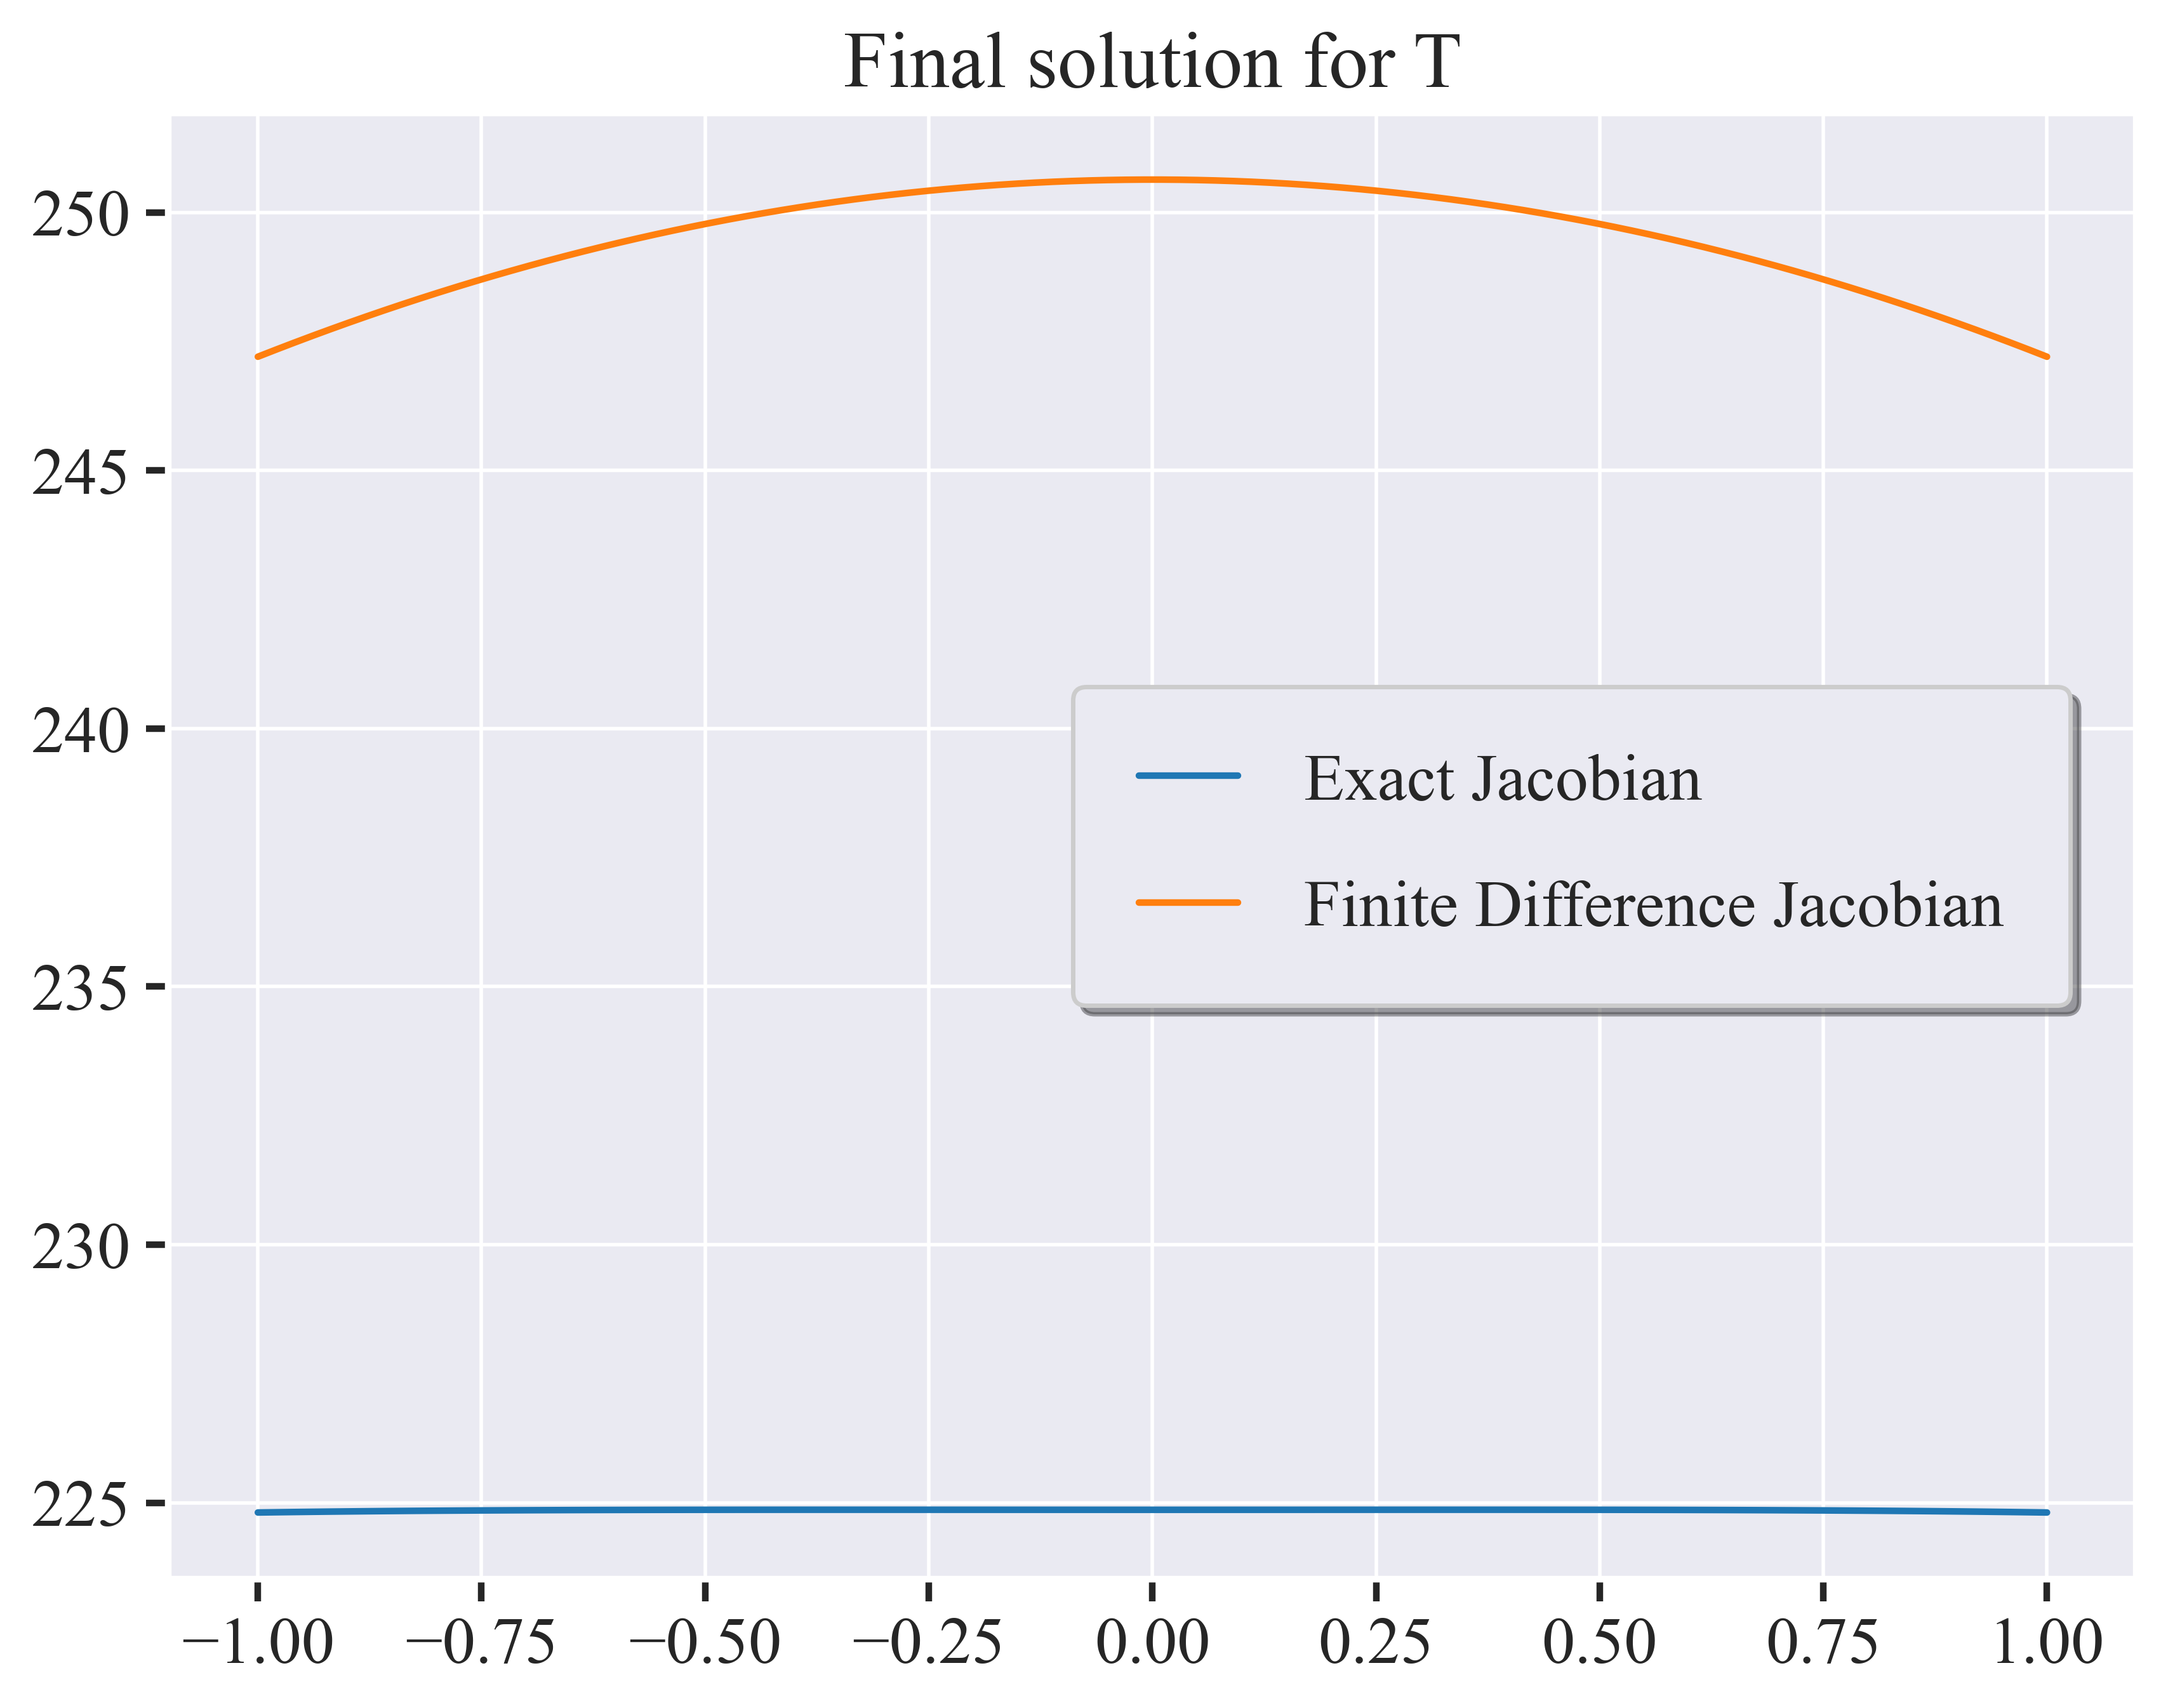 Final solution for T
250
245
240
235
230
225
Exact Jacobian
Finite Difference Jacobian
−1.00 −0.75 −0.50 −0.25 0.00 0.25 0.50 0.75 1.00